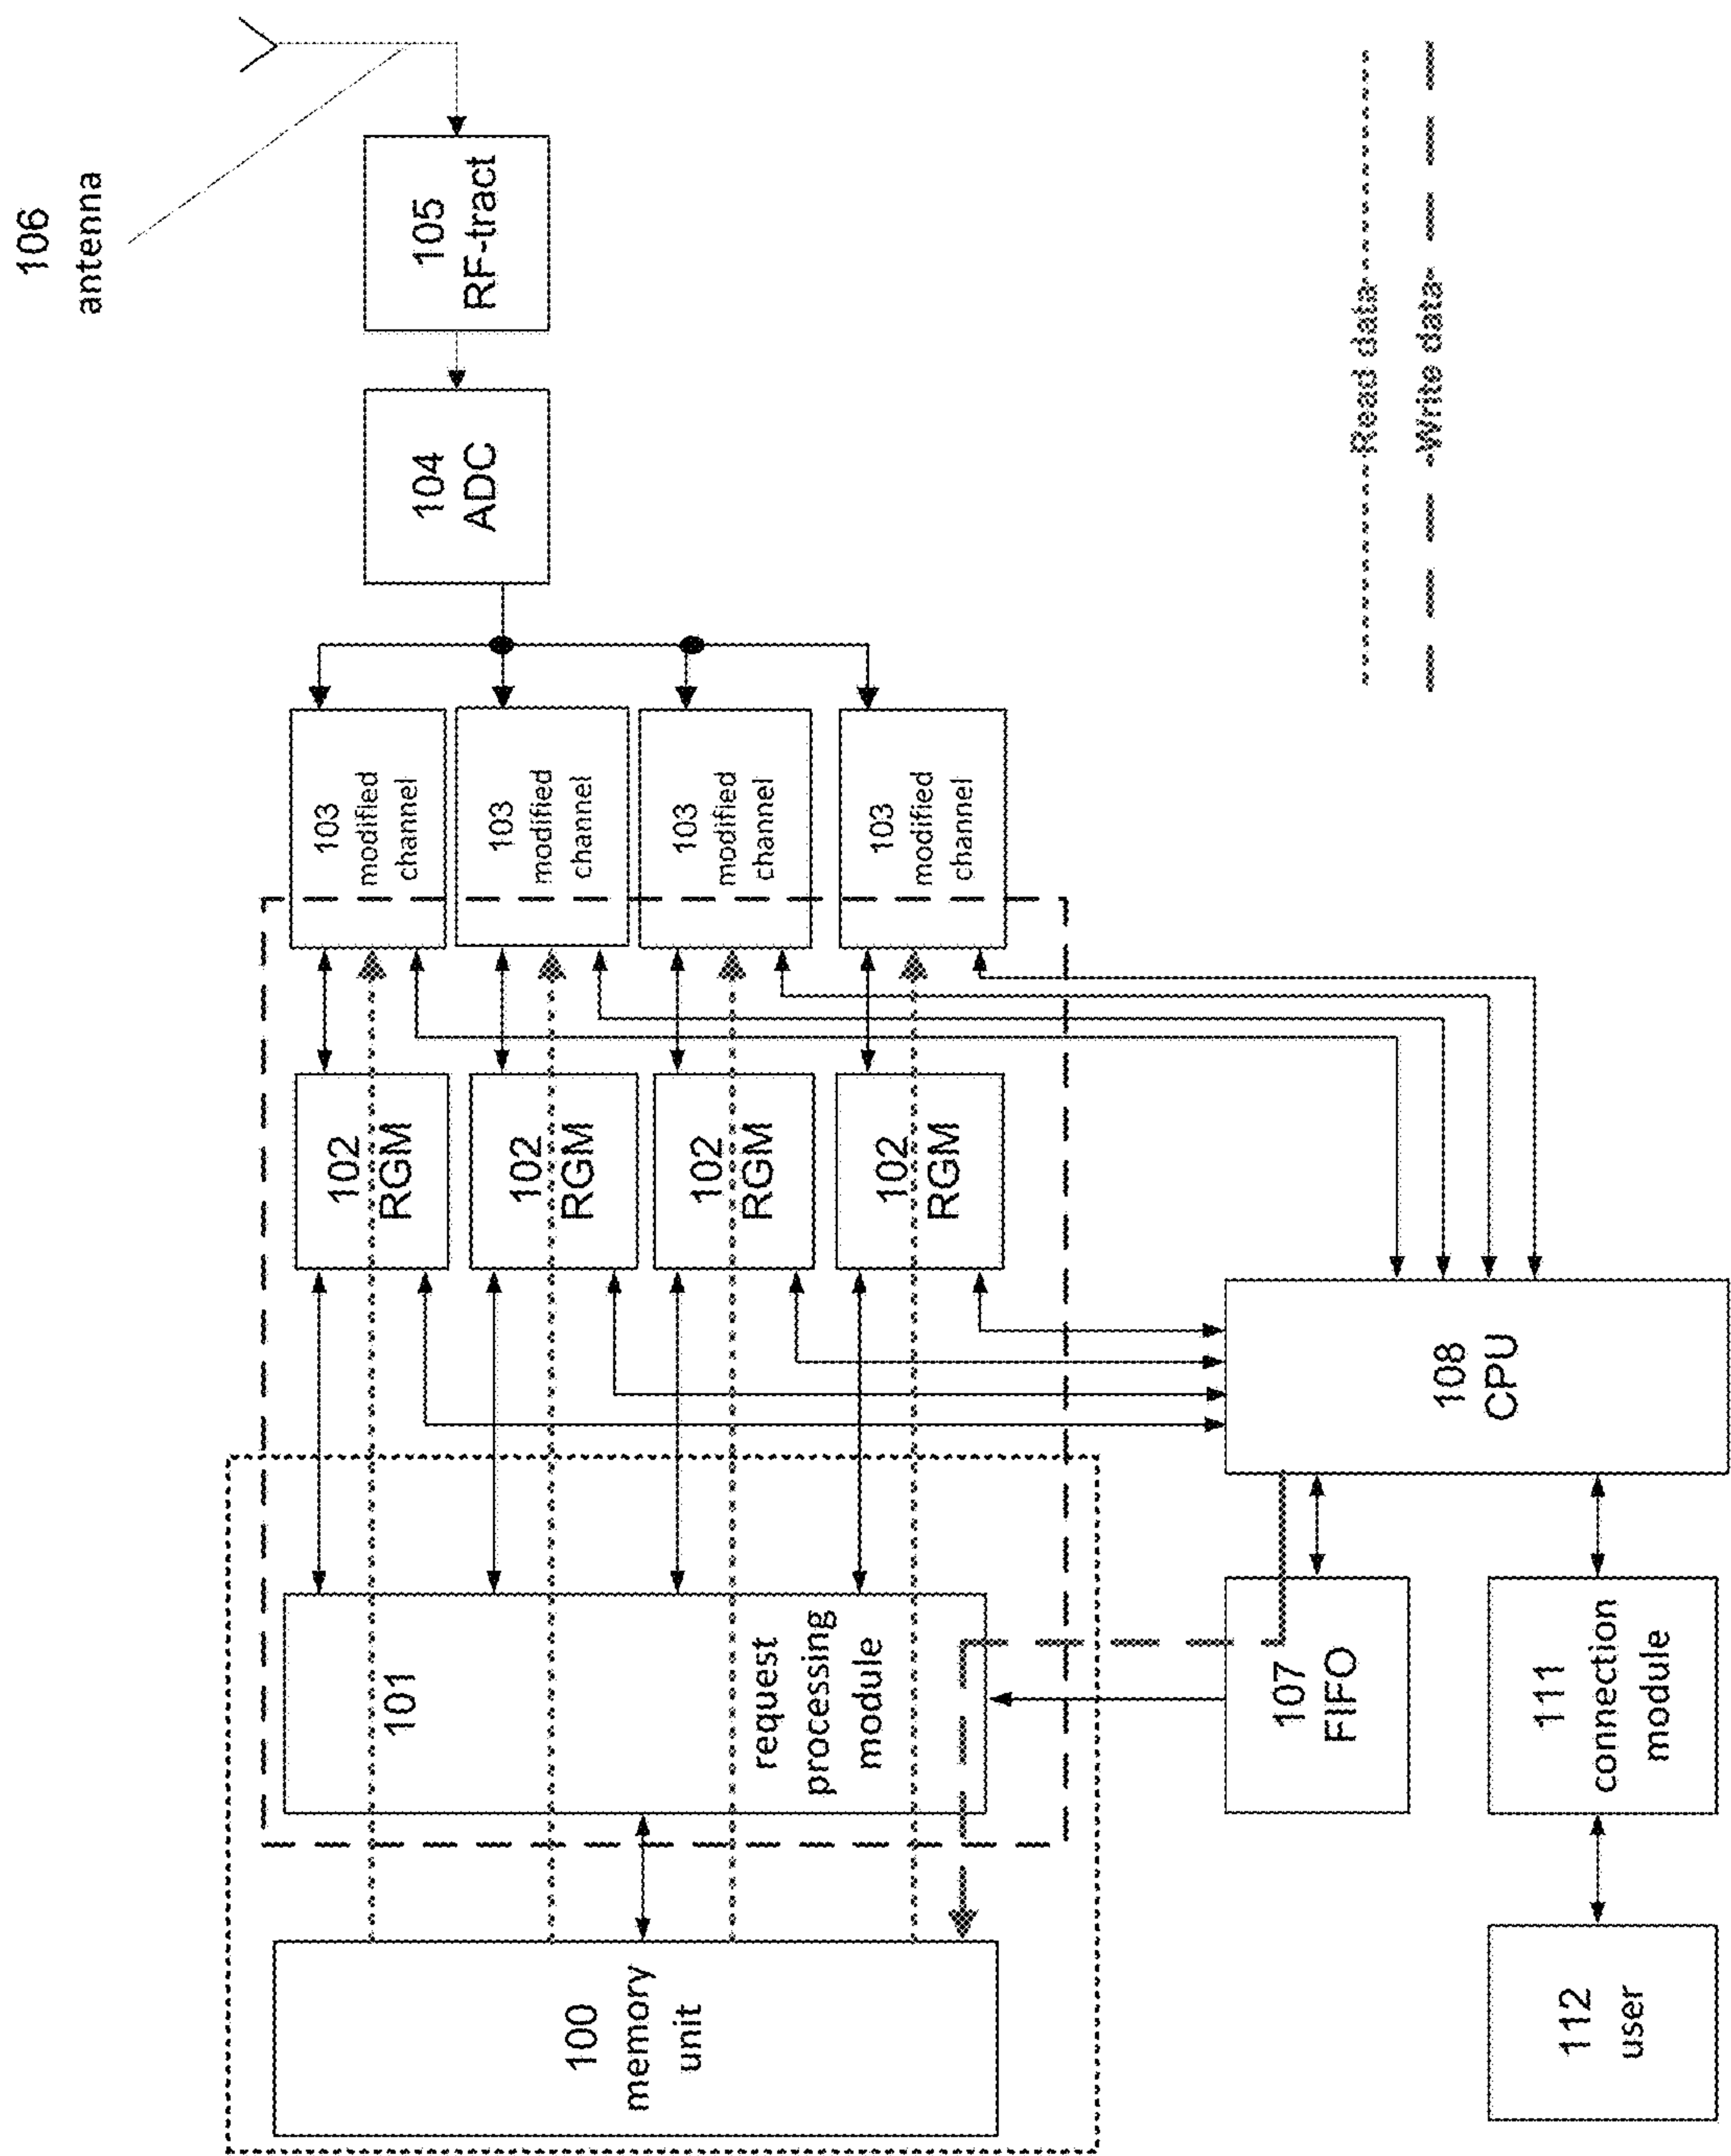 106
antenna
105
RF-tract
104
ADC
103
modified
channel
103
modified
channel
103
modified
channel
103
modified
channel
102
RGM
102
RGM
102
RGM
102
RGM
101
request
processing
module
100
memory
unit
107
FIFO
108
CPU
111
connection
module
112
user
Read data
Write data